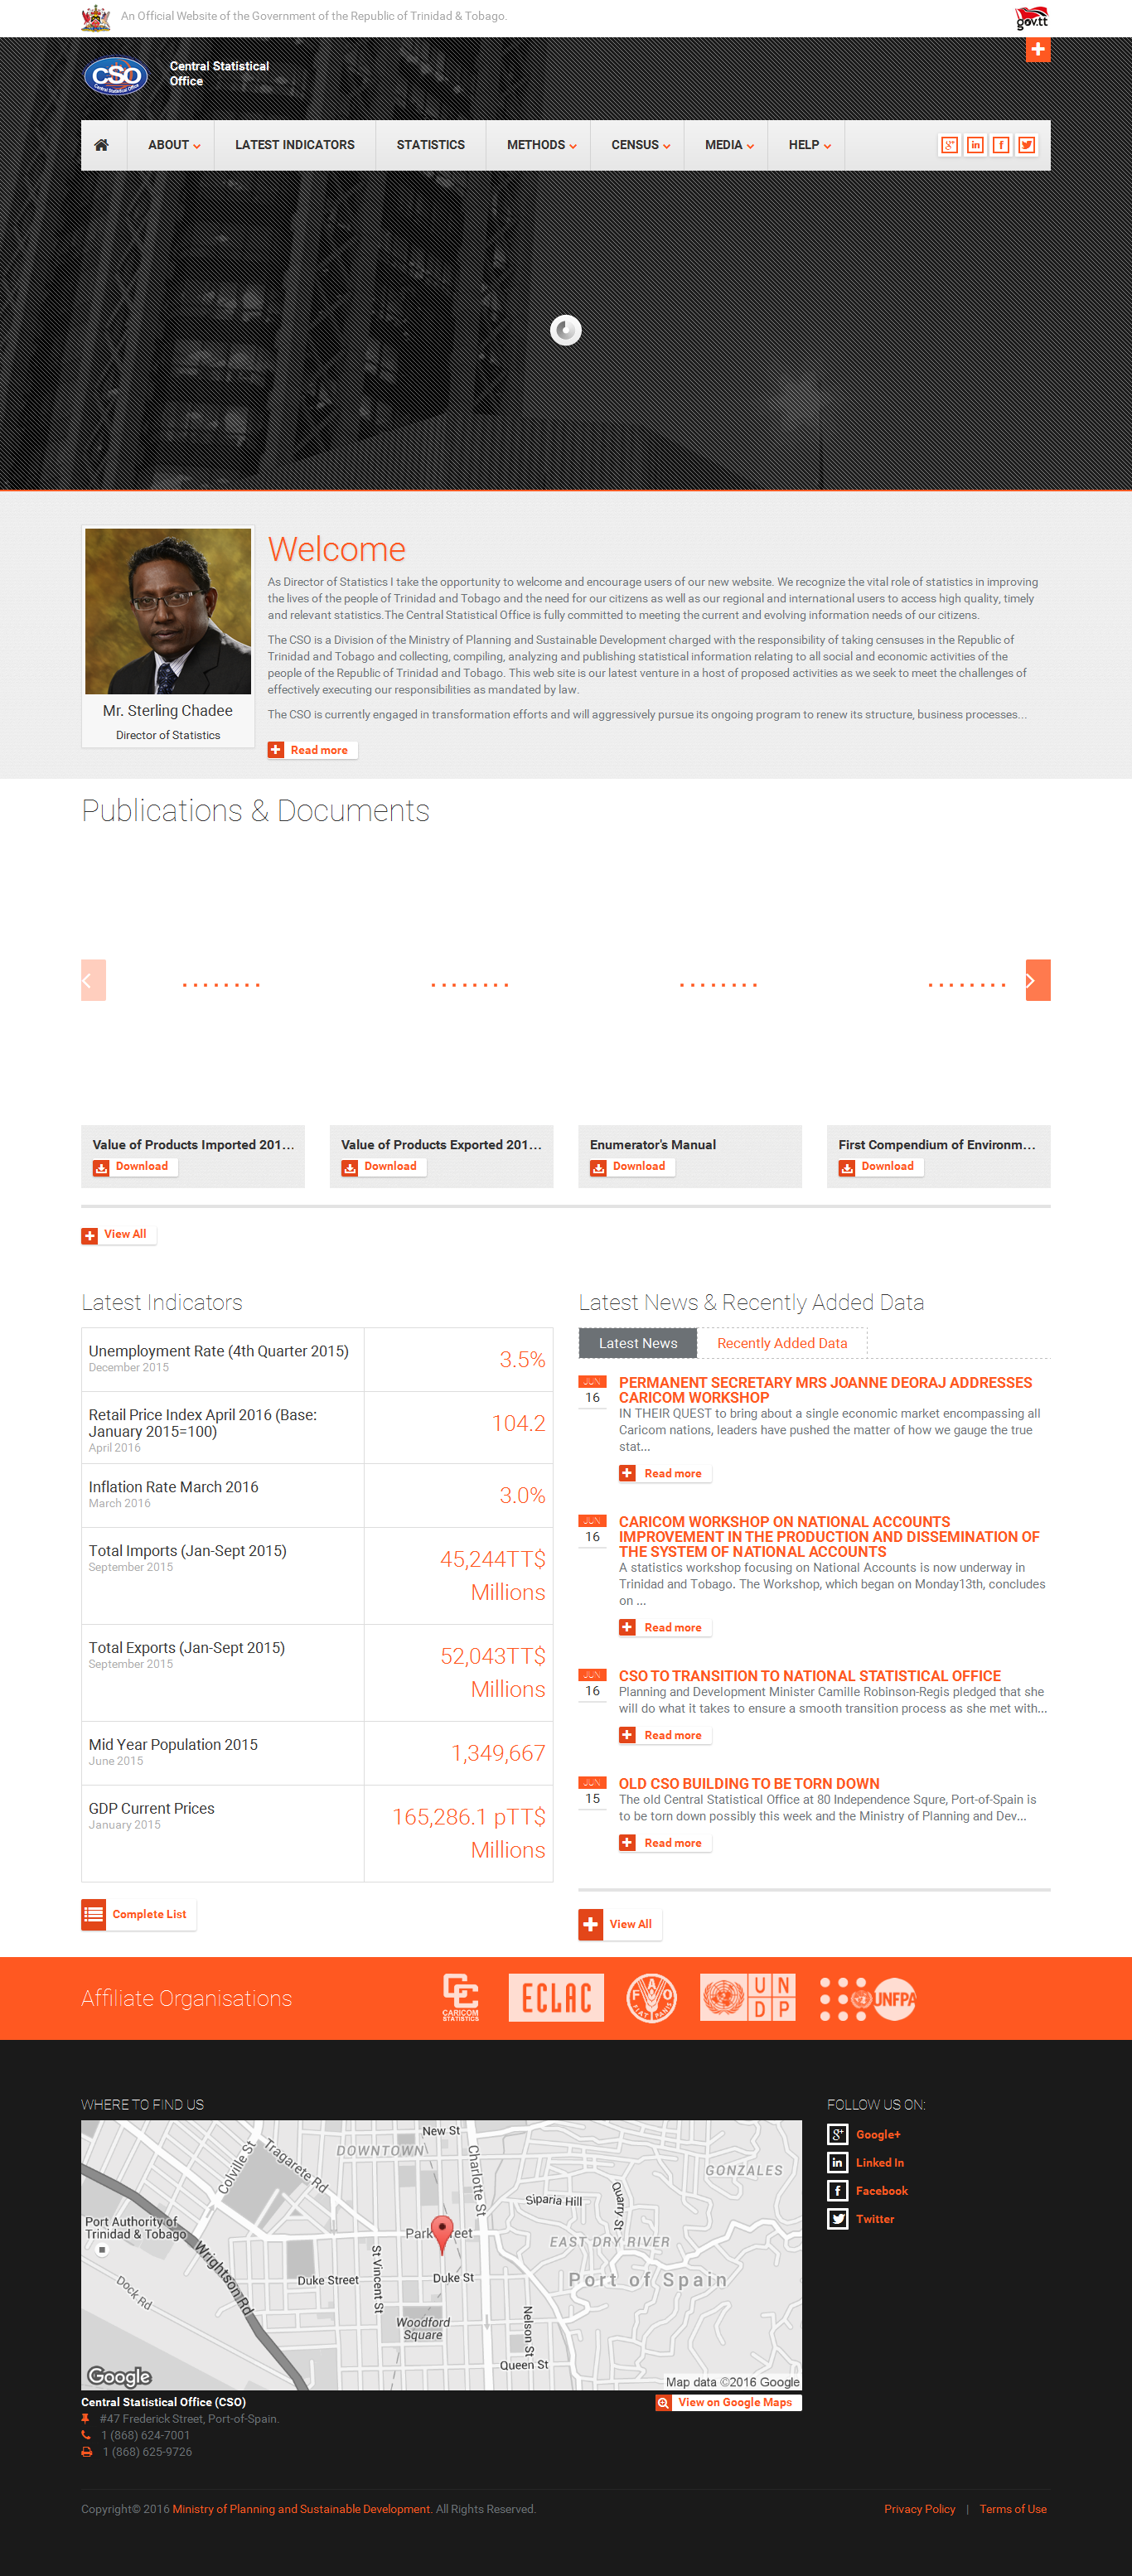 An Official Website of the Government of the Republic of Trinidad & Tobago.
gov.tt
CSO
Central Statistical Office
Central Statistical
Office
ABOUT
LATEST INDICATORS
STATISTICS
METHODS
CENSUS
MEDIA
HELP
Welcome
As Director of Statistics I take the opportunity to welcome and encourage users of our new website. We recognize the vital role of statistics in improving
the lives of the people of Trinidad and Tobago and the need for our citizens as well as our regional and international users to access high quality, timely
and relevant statistics.The Central Statistical Office is fully committed to meeting the current and evolving information needs of our citizens.
The CSO is a Division of the Ministry of Planning and Sustainable Development charged with the responsibility of taking censuses in the Republic of
Trinidad and Tobago and collecting, compiling, analyzing and publishing statistical information relating to all social and economic activities of the
people of the Republic of Trinidad and Tobago. This web site is our latest venture in a host of proposed activities as we seek to meet the challenges of
effectively executing our responsibilities as mandated by law.
The CSO is currently engaged in transformation efforts and will aggressively pursue its ongoing program to renew its structure, business processes...
Read more
Mr. Sterling Chadee
Director of Statistics
Publications & Documents
Value of Products Imported 201...
Download
Value of Products Exported 201...
Download
Enumerator's Manual
Download
First Compendium of Environm...
Download
View All
Latest Indicators
Unemployment Rate (4th Quarter 2015)
December 2015
3.5%
Retail Price Index April 2016 (Base:
January 2015=100)
April 2016
104.2
Inflation Rate March 2016
March 2016
3.0%
Total Imports (Jan-Sept 2015)
September 2015
45,244TT$
Millions
Total Exports (Jan-Sept 2015)
September 2015
52,043TT$
Millions
Mid Year Population 2015
June 2015
1,349,667
GDP Current Prices
January 2015
165,286.1 pTT$
Millions
Complete List
Latest News & Recently Added Data
Latest News
Recently Added Data
JUN
16
PERMANENT SECRETARY MRS JOANNE DEORAJ ADDRESSES
CARICOM WORKSHOP
IN THEIR QUEST to bring about a single economic market encompassing all
Caricom nations, leaders have pushed the matter of how we gauge the true
stat...
Read more
JUN
16
CARICOM WORKSHOP ON NATIONAL ACCOUNTS
IMPROVEMENT IN THE PRODUCTION AND DISSEMINATION OF
THE SYSTEM OF NATIONAL ACCOUNTS
A statistics workshop focusing on National Accounts is now underway in
Trinidad and Tobago. The Workshop, which began on Monday13th, concludes
on ...
Read more
JUN
16
CSO TO TRANSITION TO NATIONAL STATISTICAL OFFICE
Planning and Development Minister Camille Robinson-Regis pledged that she
will do what it takes to ensure a smooth transition process as she met with...
Read more
JUN
15
OLD CSO BUILDING TO BE TORN DOWN
The old Central Statistical Office at 80 Independence Squre, Port-of-Spain is
to be torn down possibly this week and the Ministry of Planning and Dev...
Read more
View All
Affiliate Organisations
CARICOM
STATISTICS
ECLAC
FAO
FIAT PANIS
UN
DP
UNFPA
WHERE TO FIND US
New St
DOWNTOWN
Colville St
Tragarete Rd
Charlotte St
GONZALES
Siparia Hill
Quarry St
Port Authority of
Trinidad & Tobago
Park Street
EAST DRY RIVER
Wrightson Rd
Dock Rd
Duke Street
St Vincent St
Duke St
Port of Spain
Woodford
Square
Nelson St
Queen St
Google
Map data ©2016 Google
Central Statistical Office (CSO)
View on Google Maps
#47 Frederick Street, Port-of-Spain.
1 (868) 624-7001
1 (868) 625-9726
FOLLOW US ON:
Google+
Linked In
Facebook
Twitter
Copyright© 2016 Ministry of Planning and Sustainable Development. All Rights Reserved.
Privacy Policy | Terms of Use